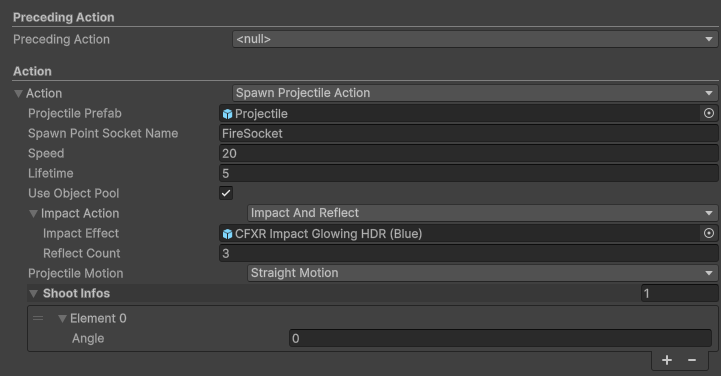 Preceding Action
Preceding Action <null>
Action
Action Spawn Projectile Action
Projectile Prefab Projectile
Spawn Point Socket Name FireSocket
Speed 20
Lifetime 5
Use Object Pool
Impact Action Impact And Reflect
Impact Effect CFXR Impact Glowing HDR (Blue)
Reflect Count 3
Projectile Motion Straight Motion
Shoot Infos 1
Element 0
Angle 0
+ −